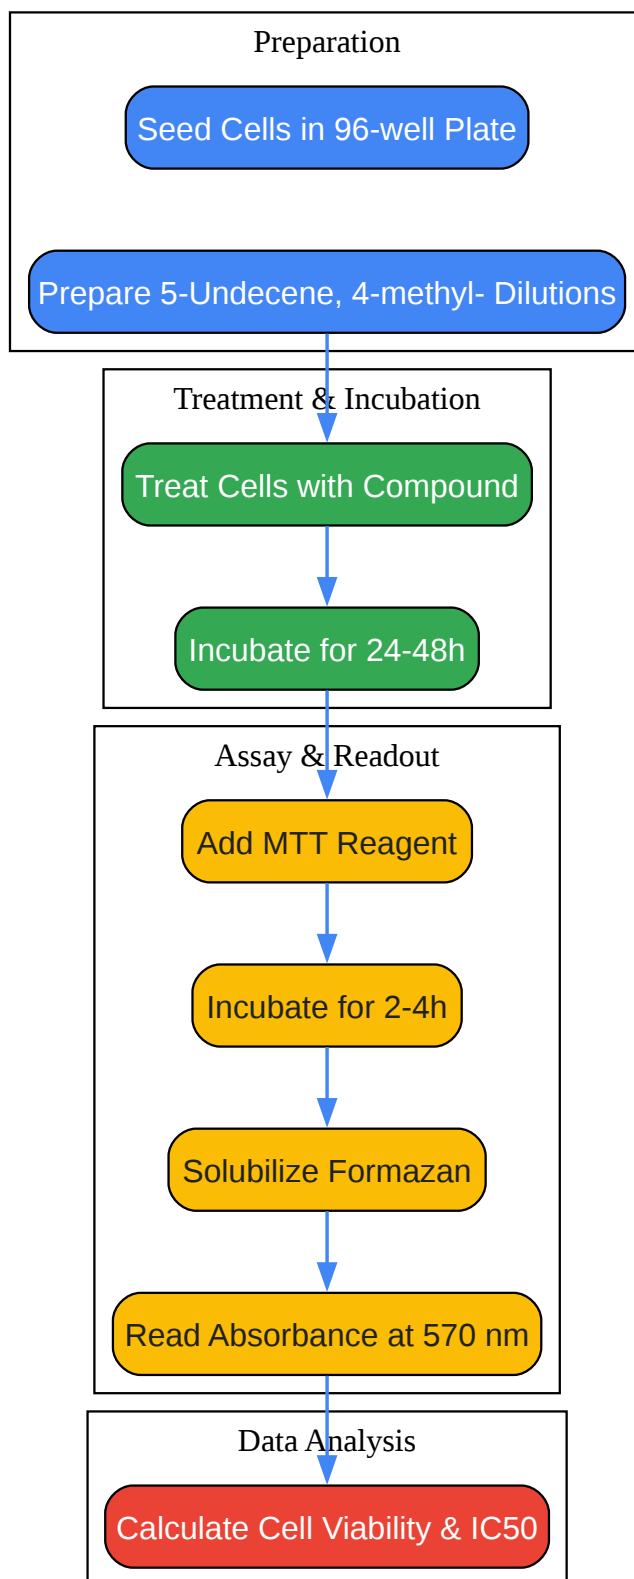 Preparation
Seed Cells in 96-well Plate
Prepare 5-Undecene, 4-methyl- Dilutions
Treatment & Incubation
Treat Cells with Compound
Incubate for 24-48h
Assay & Readout
Add MTT Reagent
Incubate for 2-4h
Solubilize Formazan
Read Absorbance at 570 nm
Data Analysis
Calculate Cell Viability & IC50